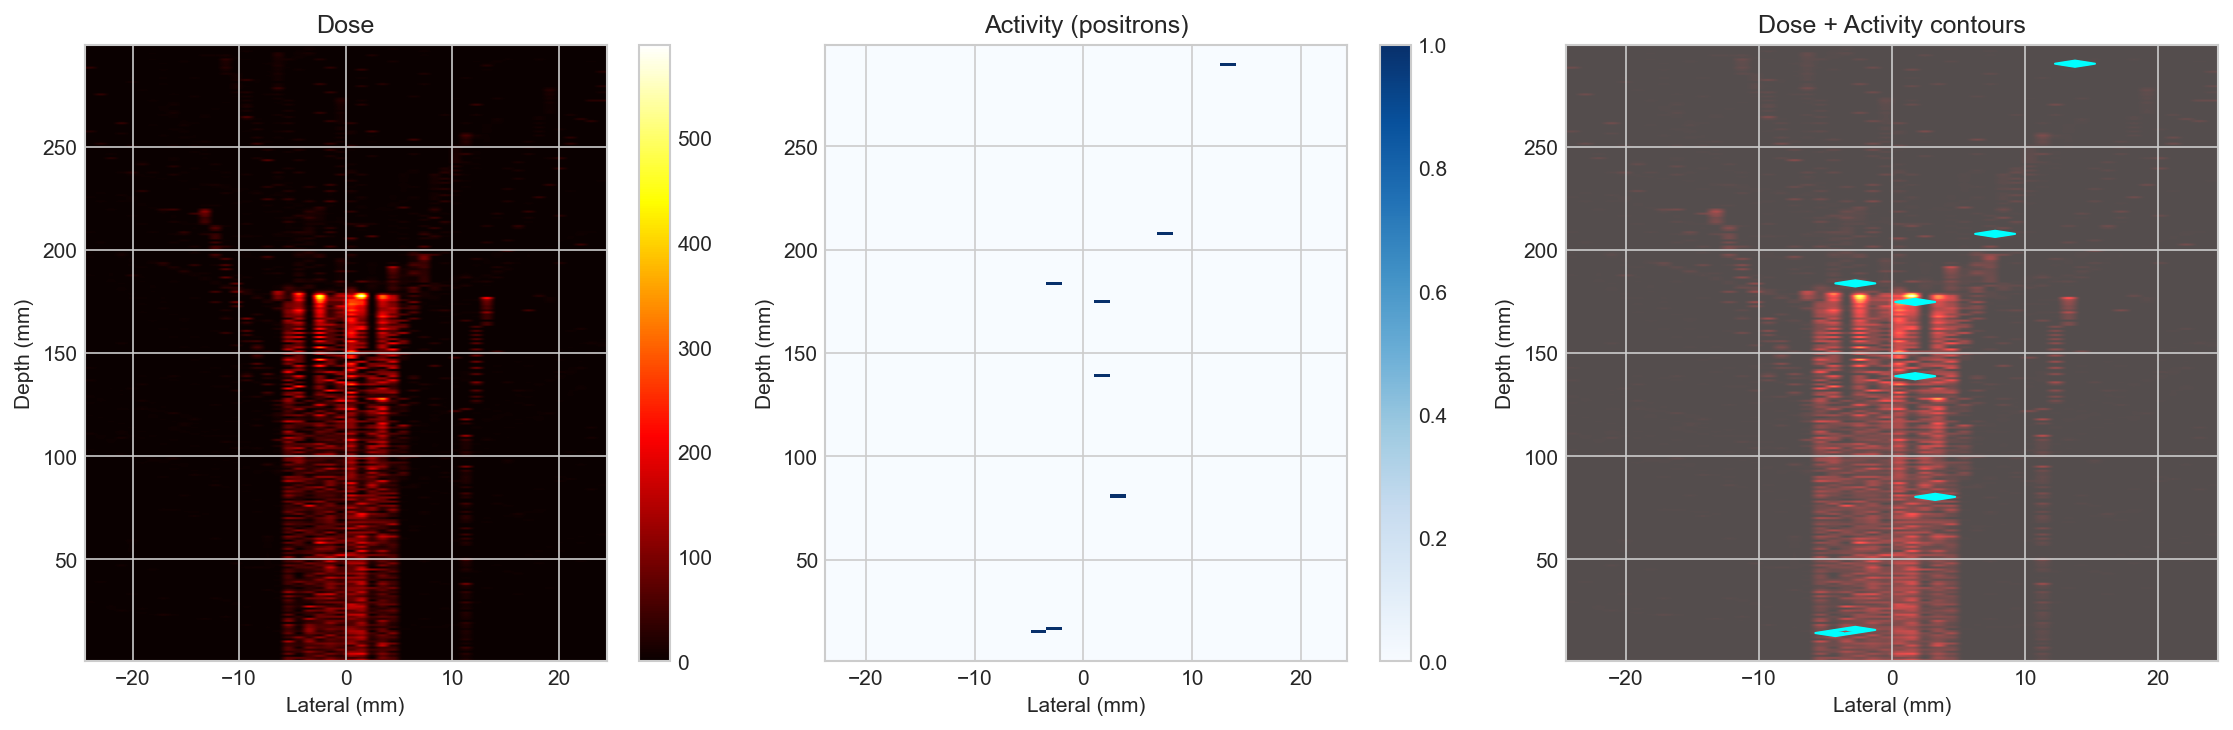 Dose
Depth (mm)
250
200
150
100
50
−20 −10 0 10 20
Lateral (mm)
500
400
300
200
100
0
Activity (positrons)
Depth (mm)
250
200
150
100
50
−20 −10 0 10 20
Lateral (mm)
1.0
0.8
0.6
0.4
0.2
0.0
Dose + Activity contours
Depth (mm)
250
200
150
100
50
−20 −10 0 10 20
Lateral (mm)